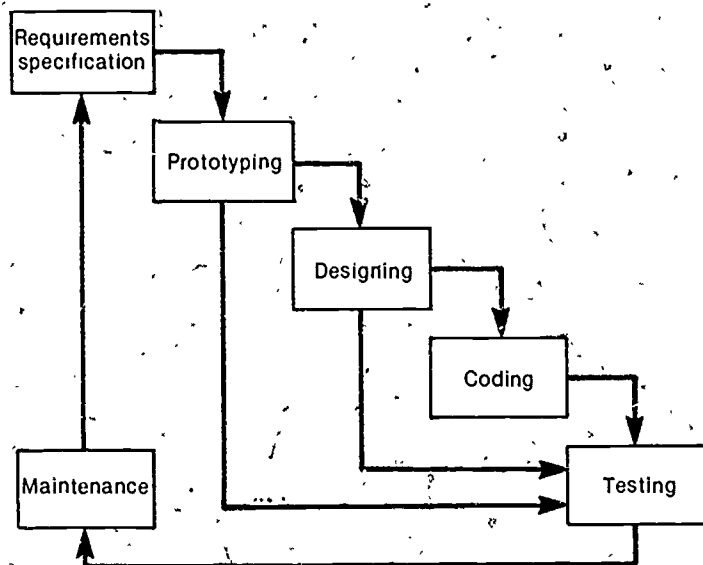 Requirements
specification
Prototyping
Designing
Coding
Testing
Maintenance